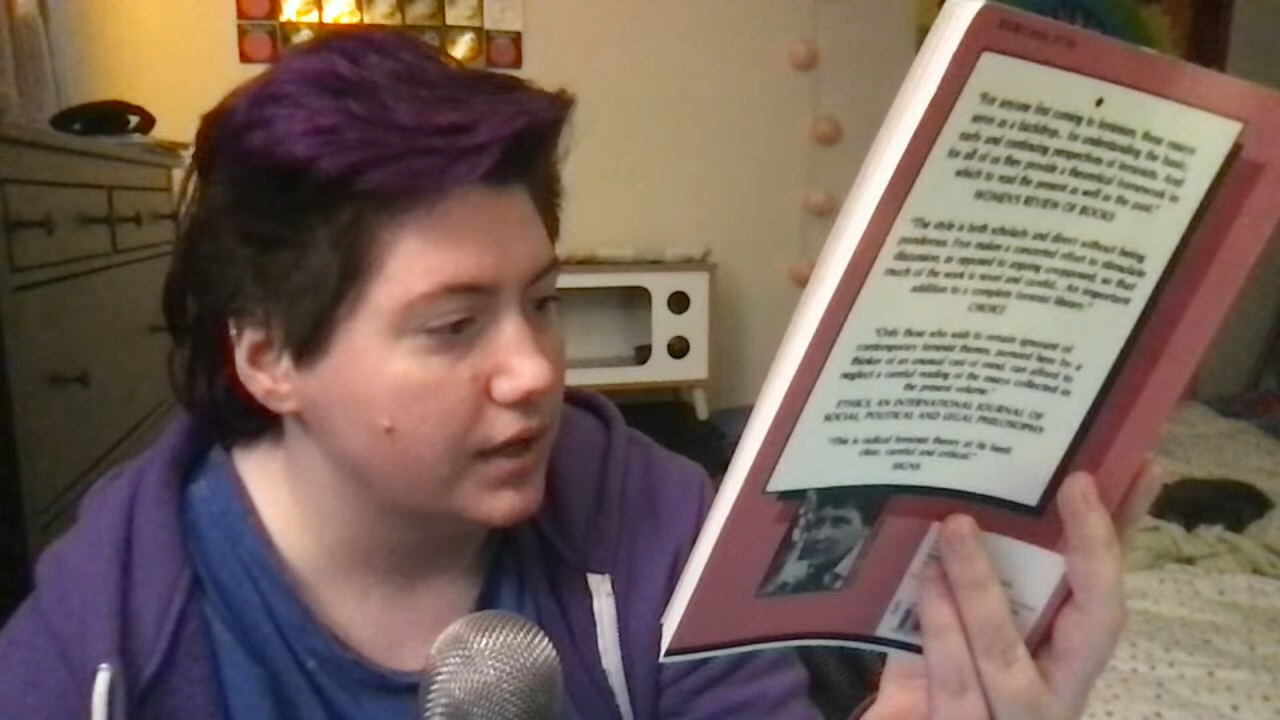 "For anyone first coming to feminism, these essays
serve as a backdrop... for understanding the basic,
early and continuing perspectives of feminists. And
for all of us they provide a theoretical framework in
which to read the present as well as the past."
WOMEN'S REVIEW OF BOOKS
"The style is both scholarly and direct without being
ponderous. Frye makes a concerted effort to stimulate
discussion, as opposed to arguing unopposed, so that
much of the work is novel and careful... An important
addition to a complete feminist library."
CHOICE
"Only those who wish to remain ignorant of
contemporary feminist themes, pursued here by a
thinker of an unusual cast of mind, can afford to
neglect a careful reading of the essays collected in
the present volume."
ETHICS, AN INTERNATIONAL JOURNAL OF
SOCIAL, POLITICAL AND LEGAL PHILOSOPHY
"This is radical feminist theory at its best:
clear, careful and critical."
SIGNS